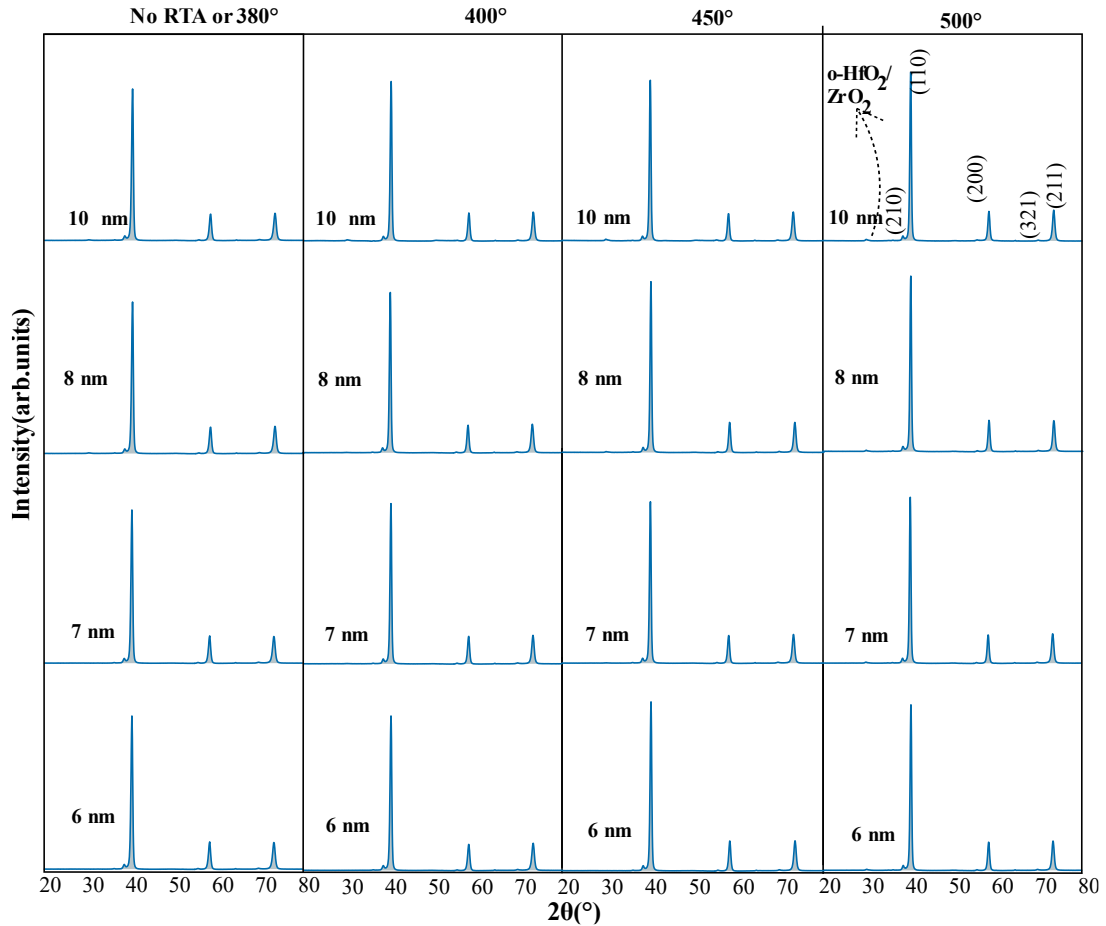 No RTA or 380°
400°
450°
500°
o-HfO2/
ZrO2
(110)
(210)
(200)
(321)
(211)
10 nm
10 nm
10 nm
10 nm
8 nm
8 nm
8 nm
8 nm
7 nm
7 nm
7 nm
7 nm
6 nm
6 nm
6 nm
6 nm
Intensity(arb.units)
20 30 40 50 60 70 80 30 40 50 60 70 20 30 40 50 60 70 20 30 40 50 60 70 80
2θ(°)